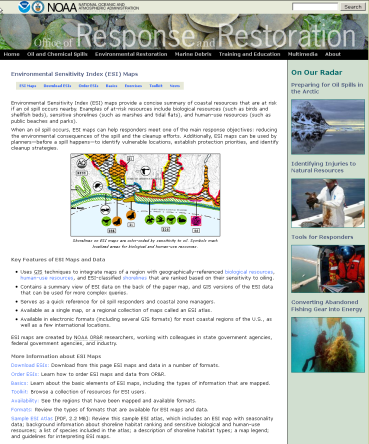 NOAA NATIONAL OCEANIC AND
ATMOSPHERIC ADMINISTRATION
Search
Office of Response and Restoration
Home Oil and Chemical Spills Environmental Restoration Marine Debris Training and Education Multimedia About
Environmental Sensitivity Index (ESI) Maps
ESI Maps Download ESIs Order ESIs Basics Exercises Toolkit Users
Environmental Sensitivity Index (ESI) maps provide a concise summary of coastal resources that are at risk
if an oil spill occurs nearby. Examples of at-risk resources include biological resources (such as birds and
shellfish beds), sensitive shorelines (such as marshes and tidal flats), and human-use resources (such as
public beaches and parks).
When an oil spill occurs, ESI maps can help responders meet one of the main response objectives: reducing
the environmental consequences of the spill and the cleanup efforts. Additionally, ESI maps can be used by
planners—before a spill happens—to identify vulnerable locations, establish protection priorities, and identify
cleanup strategies.
Shorelines on ESI maps are color-coded by sensitivity to oil. Symbols mark
localized areas for biological and human-use resources.
Key Features of ESI Maps and Data
Uses GIS techniques to integrate maps of a region with geographically-referenced biological resources,
human-use resources, and ESI-classified shorelines that are ranked based on their sensitivity to oiling.
Contains a summary view of ESI data on the back of the paper map, and GIS versions of the ESI data
that can be used for more complex queries.
Serves as a quick reference for oil spill responders and coastal zone managers.
Available as a single map, or a regional collection of maps called an ESI atlas.
Available in electronic formats (including several GIS formats) for most coastal regions of the U.S., as
well as a few international locations.
ESI maps are created by NOAA OR&R researchers, working with colleagues in state government agencies,
federal government agencies, and industry.
More Information about ESI Maps
Download ESIs: Download from this page ESI maps and data in a number of formats.
Order ESIs: Learn how to order ESI maps and data from OR&R.
Basics: Learn about the basic elements of ESI maps, including the types of information that are mapped.
Toolkit: Browse a collection of resources for ESI users.
Availability: See the regions that have been mapped and available formats.
Formats: Review the types of formats that are available for ESI maps and data.
Sample ESI Atlas [PDF, 2.2 MB]: Review this sample ESI atlas, which includes an ESI map, with seasonality
data; background information about shoreline habitat ranking and sensitive biological and human-use
resources; a list of species included in the atlas; a description of shoreline habitat types; a map legend;
and guidelines for interpreting ESI maps.
On Our Radar
Preparing for Oil Spills in
the Arctic
Identifying Injuries to
Natural Resources
Tools for Responders
Converting Abandoned
Fishing Gear into Energy